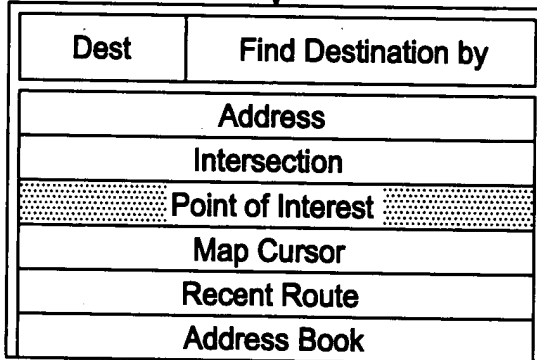 Dest Find Destination by
Address
Intersection
Point of Interest
Map Cursor
Recent Route
Address Book